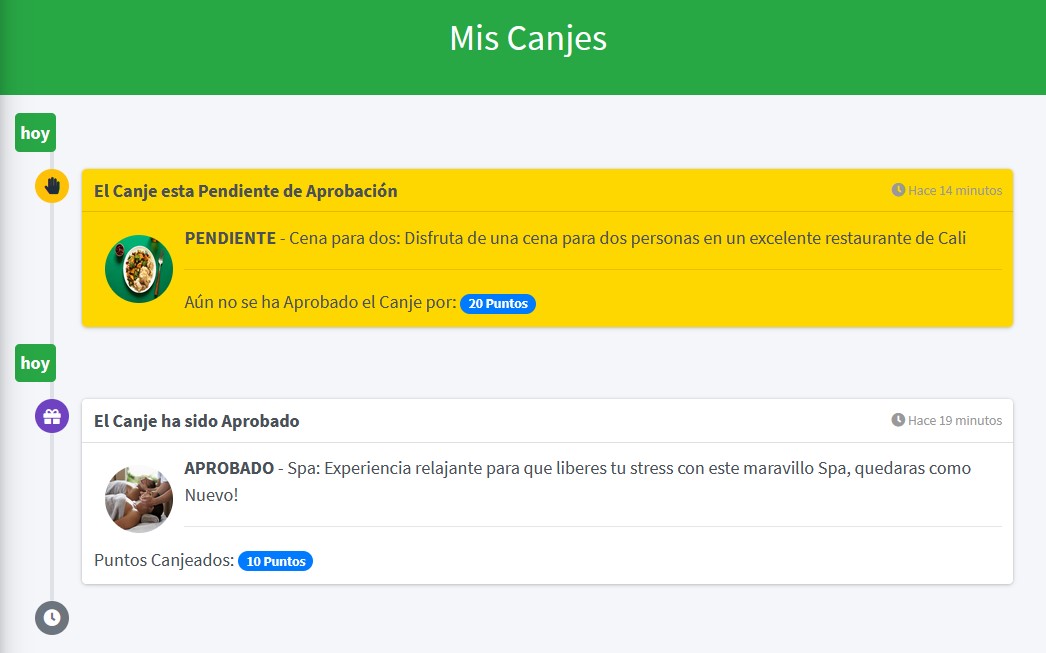 Mis Canjes
hoy
El Canje esta Pendiente de Aprobación
Hace 14 minutos
PENDIENTE - Cena para dos: Disfruta de una cena para dos personas en un excelente restaurante de Cali
Aún no se ha Aprobado el Canje por: 20 Puntos
hoy
El Canje ha sido Aprobado
Hace 19 minutos
APROBADO - Spa: Experiencia relajante para que liberes tu stress con este maravillo Spa, quedaras como
Nuevo!
Puntos Canjeados: 10 Puntos